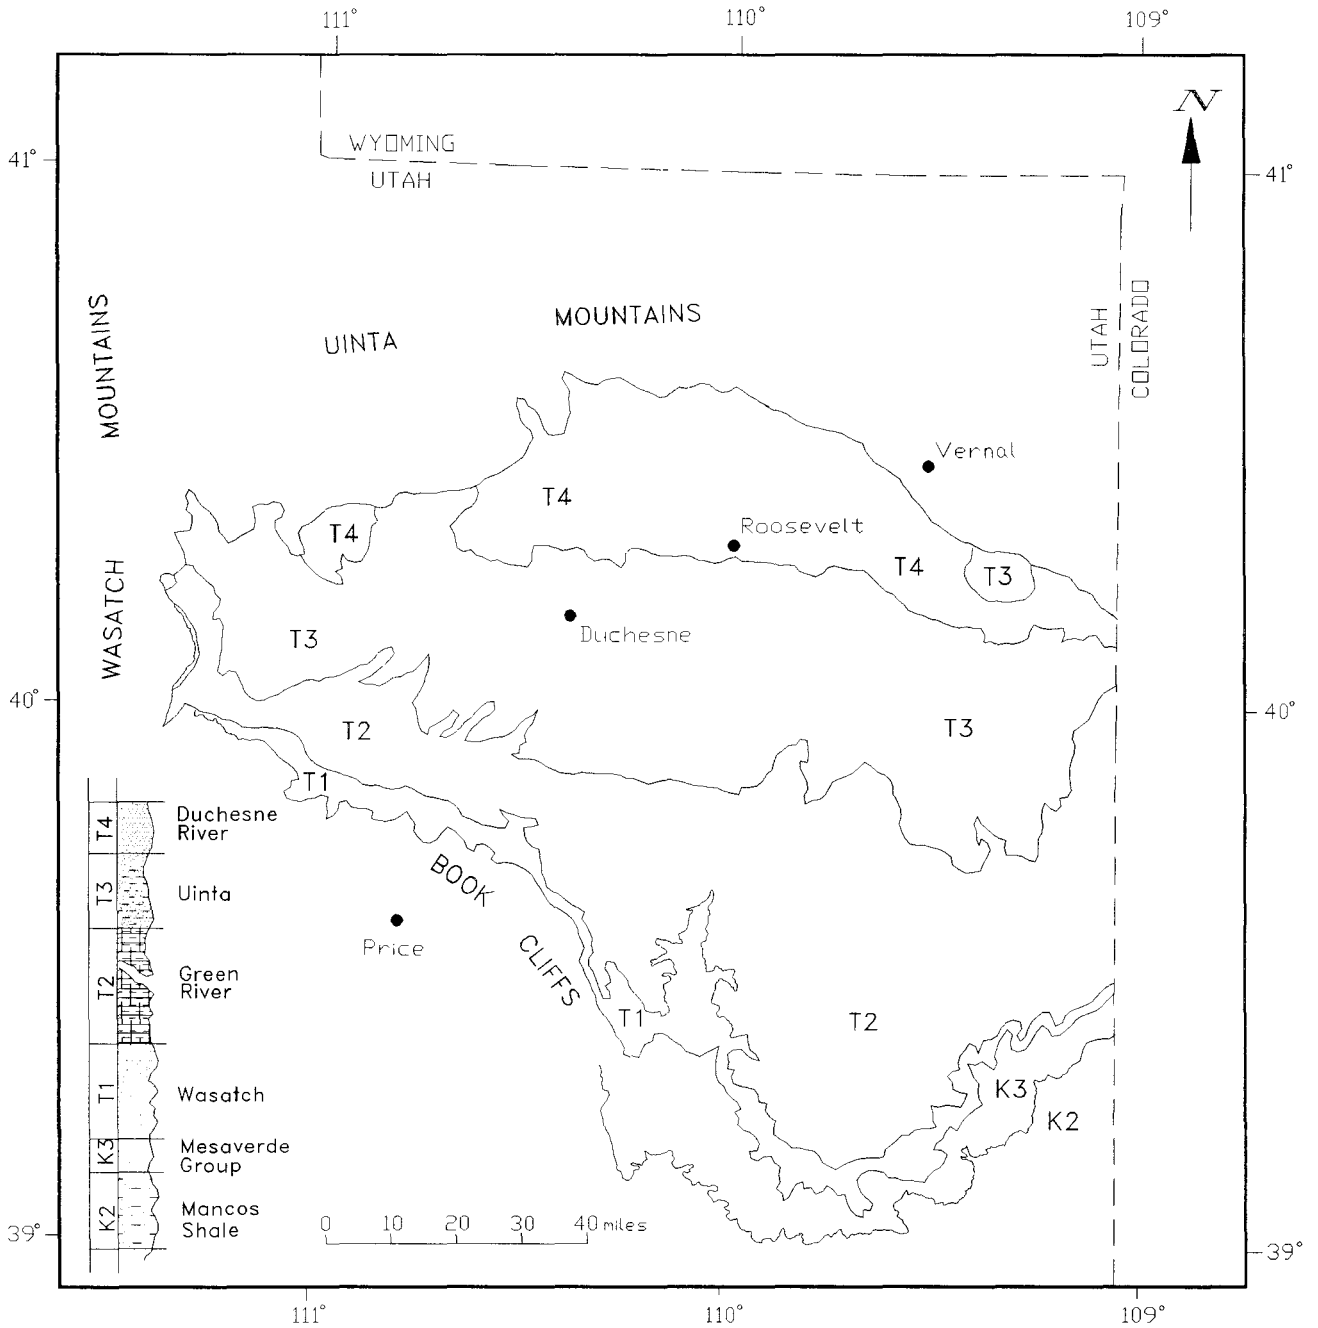 111° 110° 109°
N
41° 41°
WYOMING
UTAH
UTAH
COLORADO
WASATCH MOUNTAINS
UINTA MOUNTAINS
Vernal
T4
Roosevelt
T4
T4
T3
Duchesne
T3
40° 40°
T2
T3
T1
BOOK CLIFFS
Price
T1
T2
K3
K2
T4 Duchesne
River
T3 Uinta
T2 Green
River
T1 Wasatch
K3 Mesaverde
Group
K2 Mancos
Shale
0 10 20 30 40 miles
39° 39°
111° 110° 109°